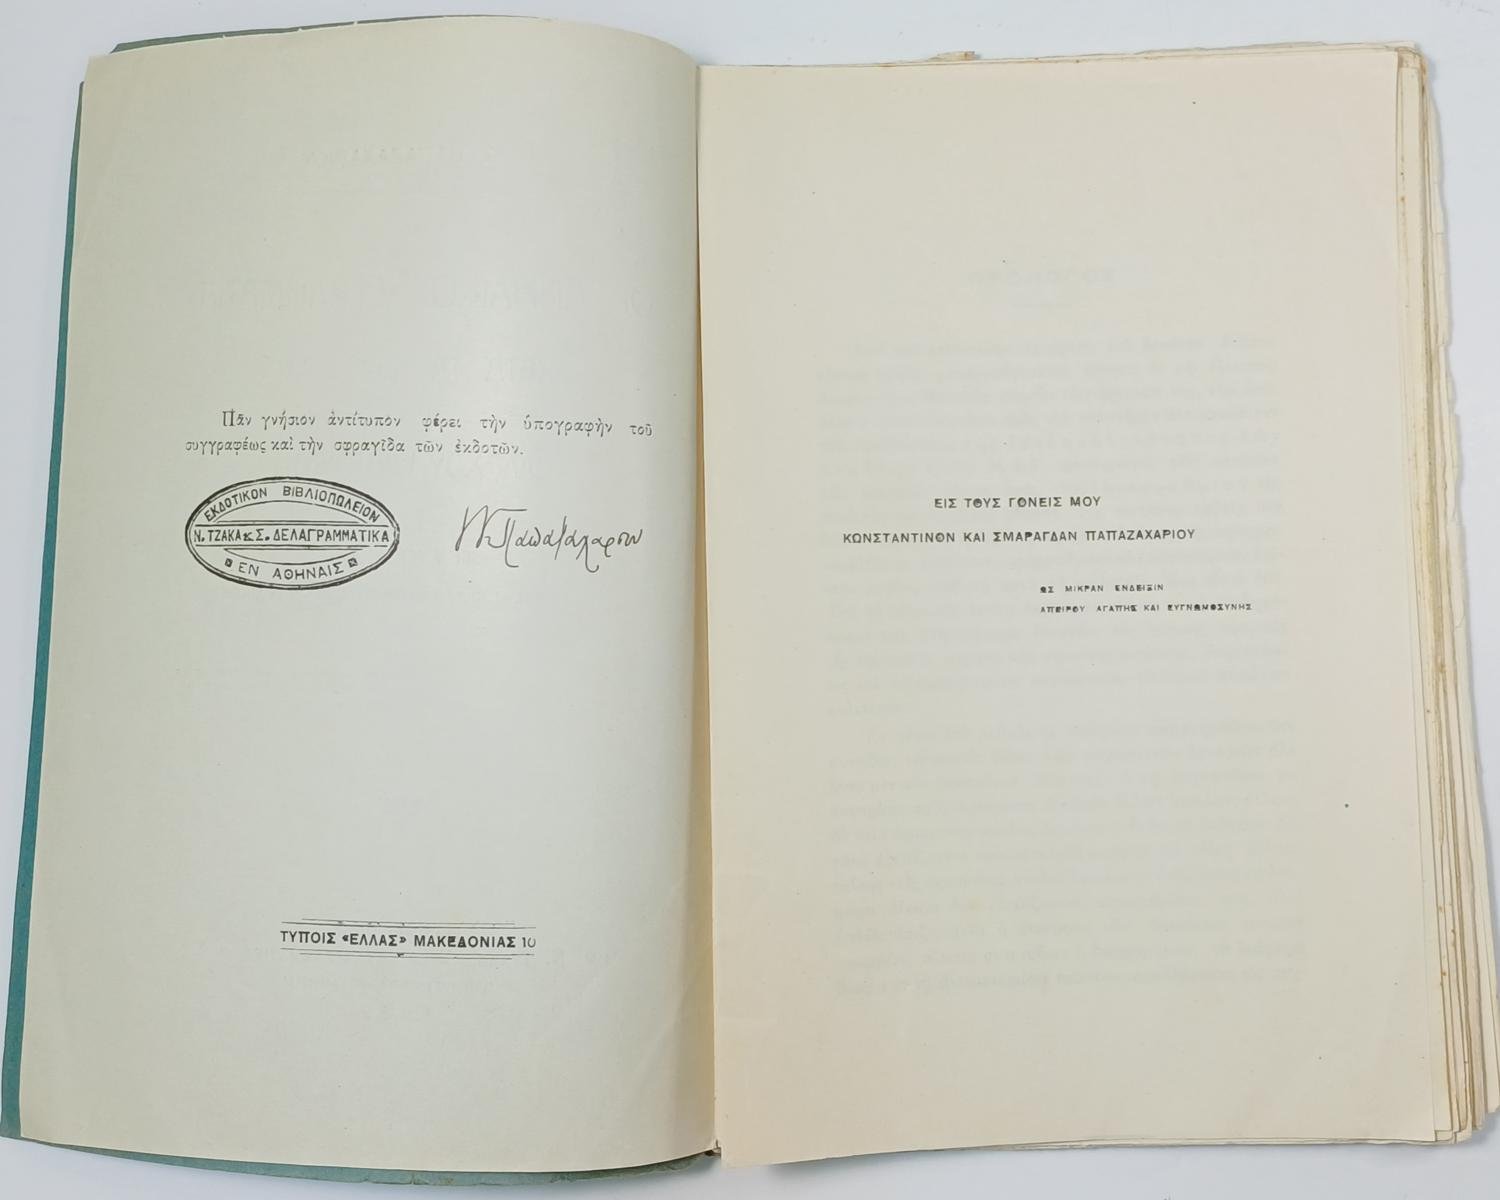 Πᾶν γνήσιον ἀντίτυπον φέρει τὴν ὑπογραφὴν τοῦ
συγγραφέως καὶ τὴν σφραγῖδα τῶν ἐκδοτῶν.
ΕΚΔΟΤΙΚΟΝ ΒΙΒΛΙΟΠΩΛΕΙΟΝ
Ν. ΤΖΑΚΑ κ Σ. ΔΕΛΑΓΡΑΜΜΑΤΙΚΑ
ΕΝ ΑΘΗΝΑΙΣ
ΤΥΠΟΙΣ «ΕΛΛΑΣ» ΜΑΚΕΔΟΝΙΑΣ 10
ΕΙΣ ΤΟΥΣ ΓΟΝΕΙΣ ΜΟΥ
ΚΩΝΣΤΑΝΤΙΝΟΝ ΚΑΙ ΣΜΑΡΑΓΔΑΝ ΠΑΠΑΖΑΧΑΡΙΟΥ
ΩΣ ΜΙΚΡΑΝ ΕΝΔΕΙΞΙΝ
ΑΠΕΙΡΟΥ ΑΓΑΠΗΣ ΚΑΙ ΕΥΓΝΩΜΟΣΥΝΗΣ